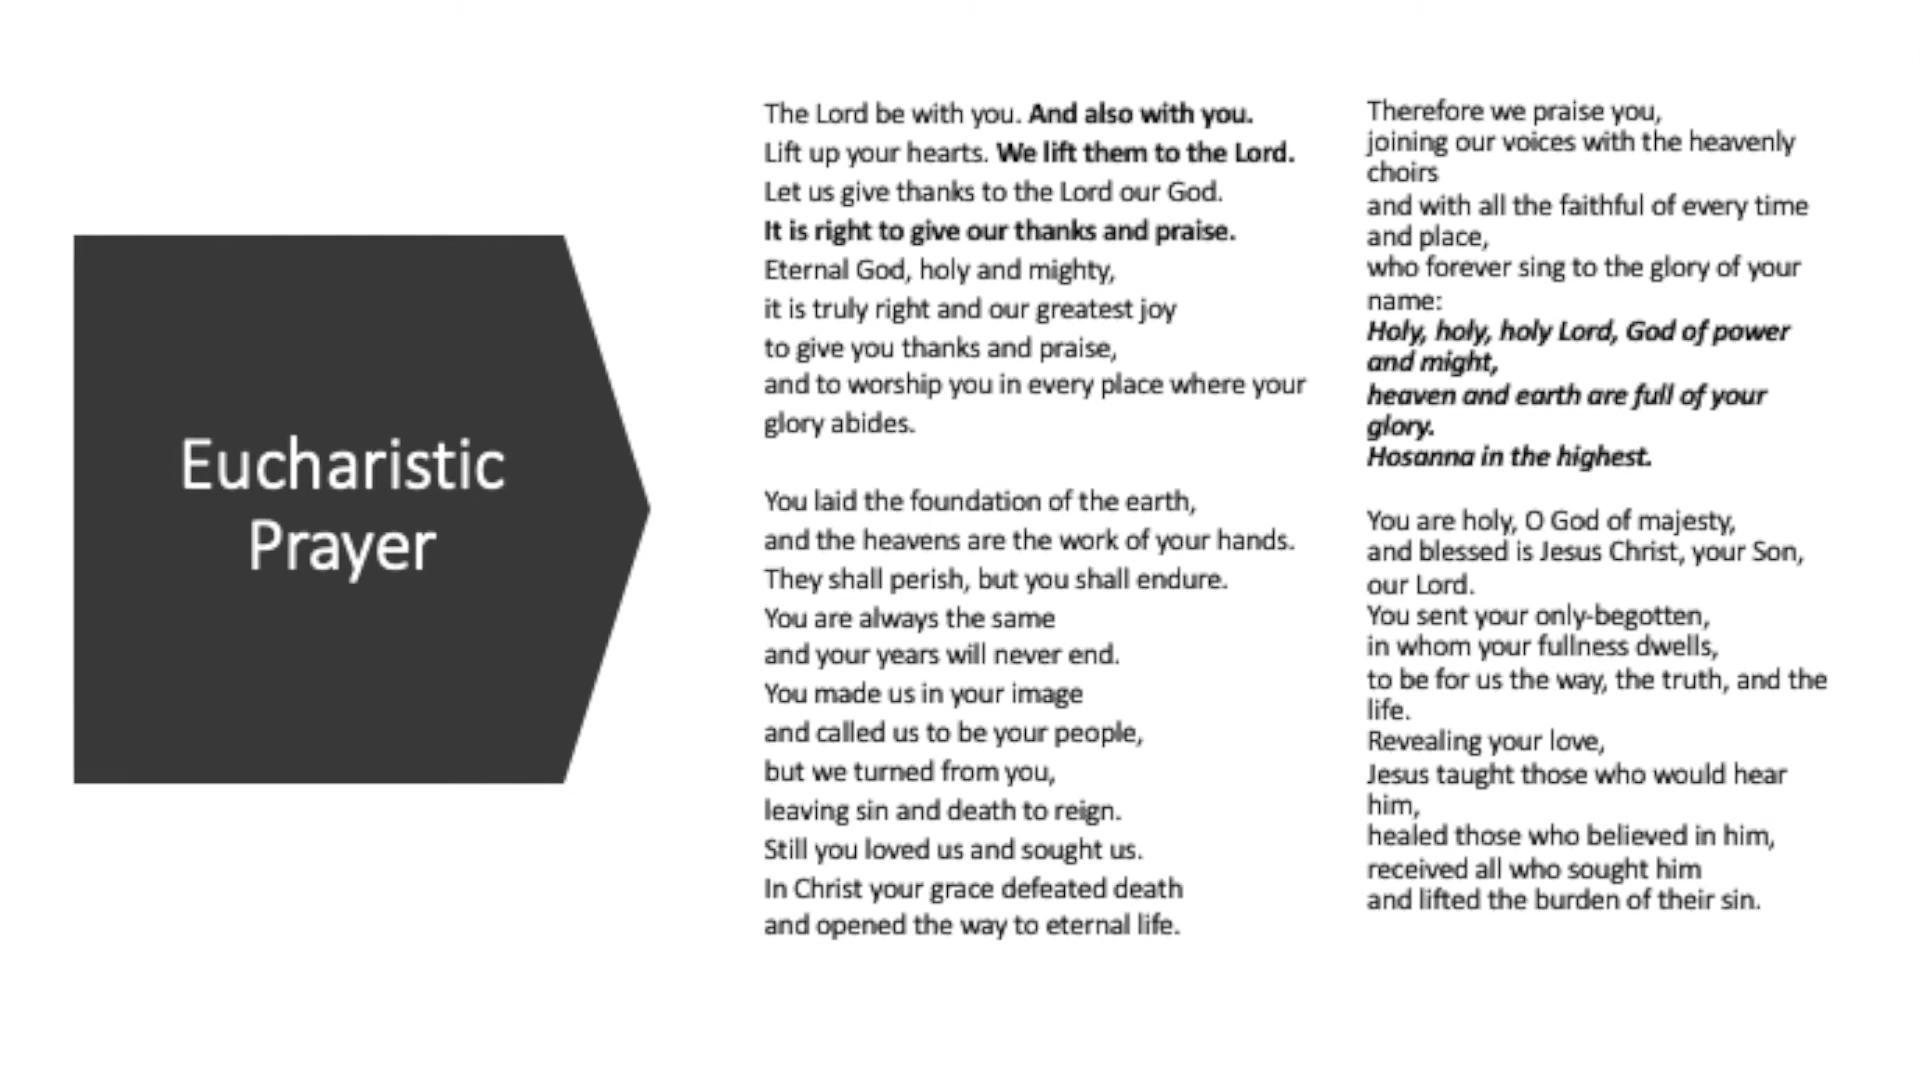 Eucharistic
Prayer
The Lord be with you. And also with you.
Lift up your hearts. We lift them to the Lord.
Let us give thanks to the Lord our God.
It is right to give our thanks and praise.
Eternal God, holy and mighty,
it is truly right and our greatest joy
to give you thanks and praise,
and to worship you in every place where your
glory abides.
You laid the foundation of the earth,
and the heavens are the work of your hands.
They shall perish, but you shall endure.
You are always the same
and your years will never end.
You made us in your image
and called us to be your people,
but we turned from you,
leaving sin and death to reign.
Still you loved us and sought us.
In Christ your grace defeated death
and opened the way to eternal life.
Therefore we praise you,
joining our voices with the heavenly
choirs
and with all the faithful of every time
and place,
who forever sing to the glory of your
name:
Holy, holy, holy Lord, God of power
and might,
heaven and earth are full of your
glory.
Hosanna in the highest.
You are holy, O God of majesty,
and blessed is Jesus Christ, your Son,
our Lord.
You sent your only-begotten,
in whom your fullness dwells,
to be for us the way, the truth, and the
life.
Revealing your love,
Jesus taught those who would hear
him,
healed those who believed in him,
received all who sought him
and lifted the burden of their sin.